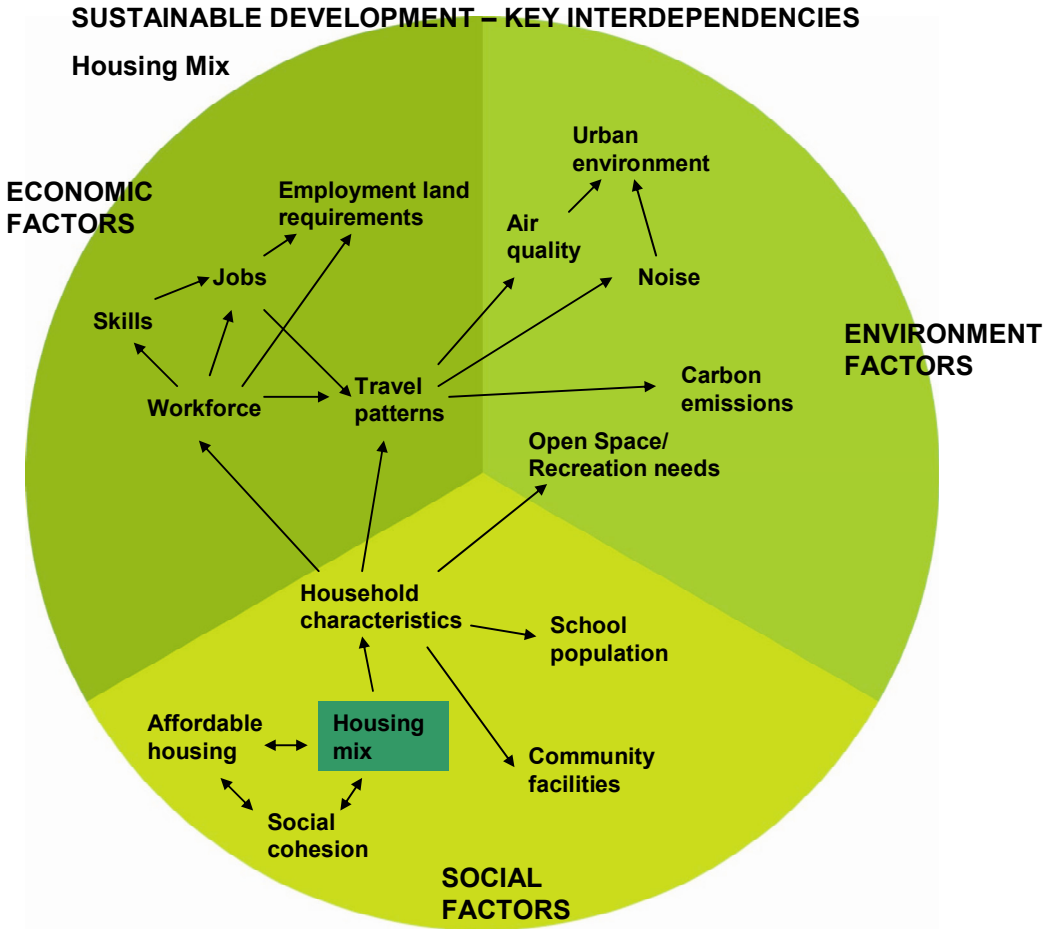 SUSTAINABLE DEVELOPMENT – KEY INTERDEPENDENCIES
Housing Mix
ECONOMIC
FACTORS
Employment land
requirements
Jobs
Skills
Workforce
Travel
patterns
Urban
environment
Air
quality
Noise
ENVIRONMENT
FACTORS
Carbon
emissions
Open Space/
Recreation needs
Household
characteristics
School
population
Affordable
housing
Housing
mix
Community
facilities
Social
cohesion
SOCIAL
FACTORS